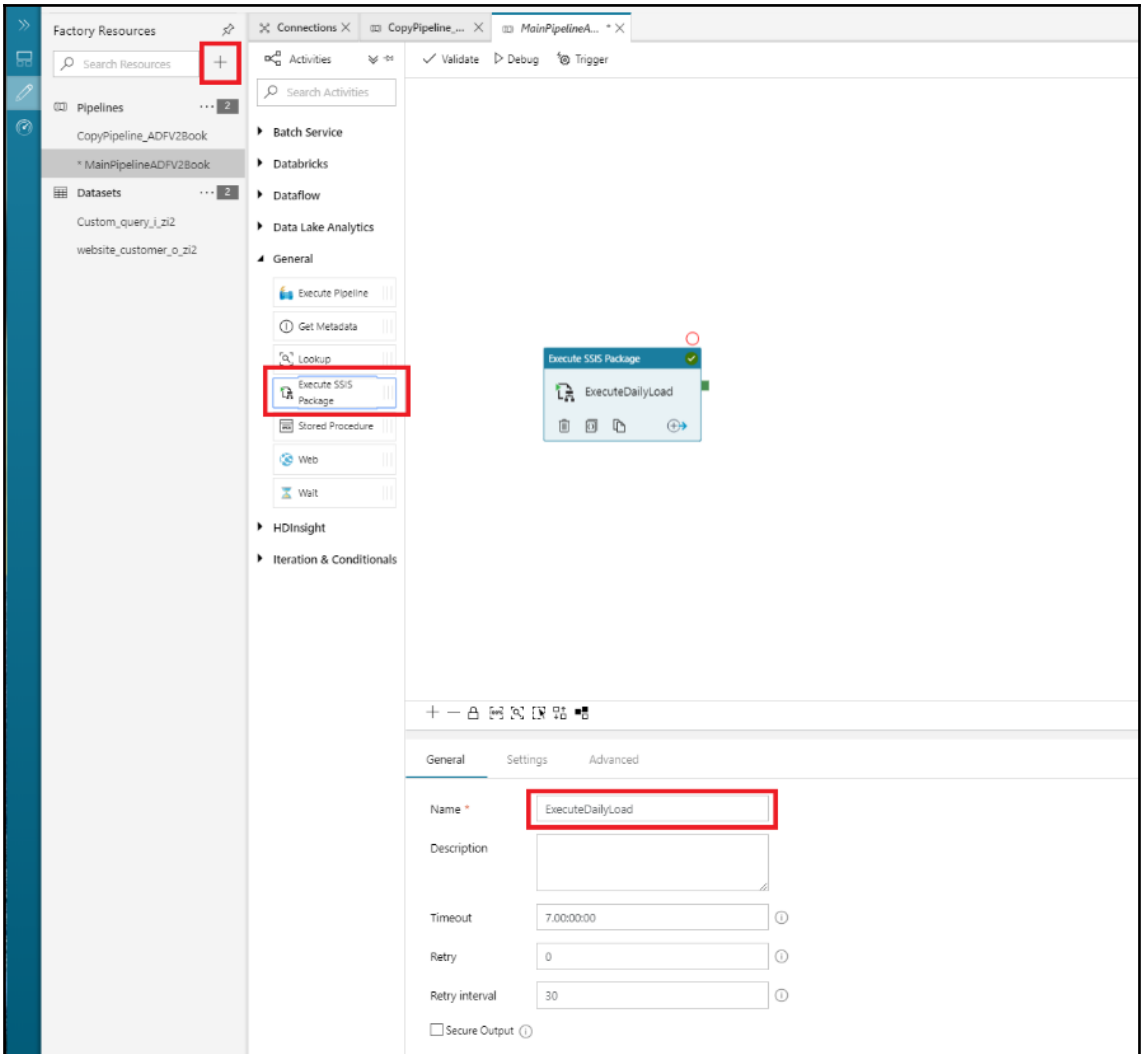 Factory Resources
Search Resources
Pipelines
2
CopyPipeline_ADFV2Book
* MainPipelineADFV2Book
Datasets
2
Custom_query_i_zi2
website_customer_o_zi2
Connections
CopyPipeline_...
MainPipelineA... *
Activities
Search Activities
Batch Service
Databricks
Dataflow
Data Lake Analytics
General
Execute Pipeline
Get Metadata
Lookup
Execute SSIS
Package
Stored Procedure
Web
Wait
HDInsight
Iteration & Conditionals
Validate
Debug
Trigger
Execute SSIS Package
ExecuteDailyLoad
General
Settings
Advanced
Name *
ExecuteDailyLoad
Description
Timeout
7.00:00:00
Retry
0
Retry interval
30
Secure Output